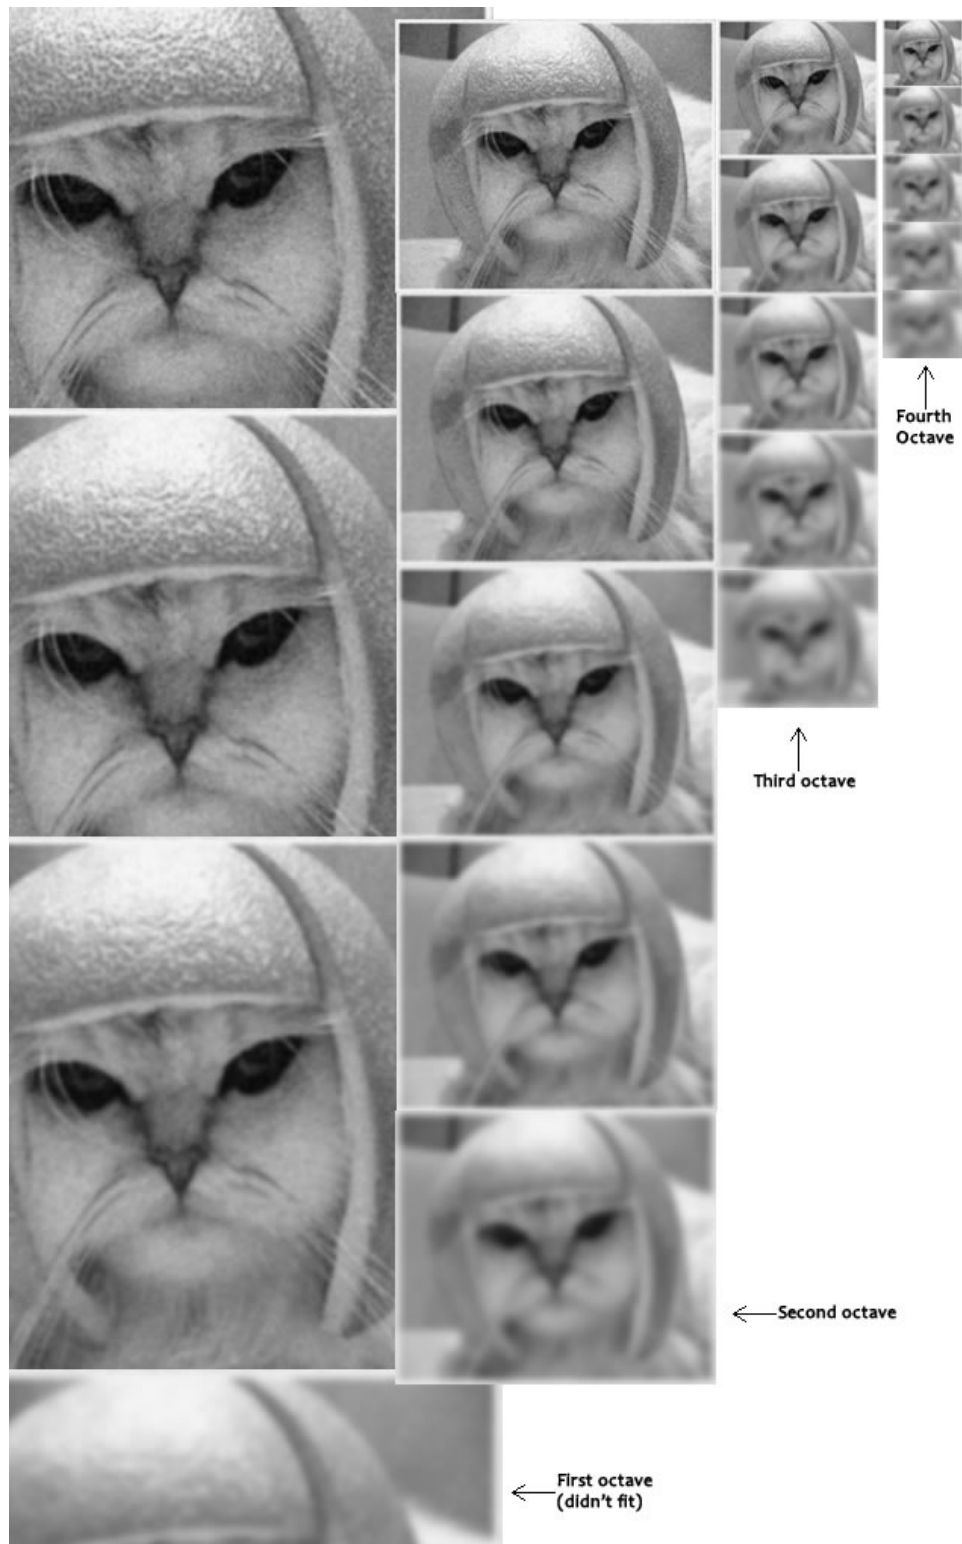 Fourth
Octave
Third octave
Second octave
First octave
(didn't fit)